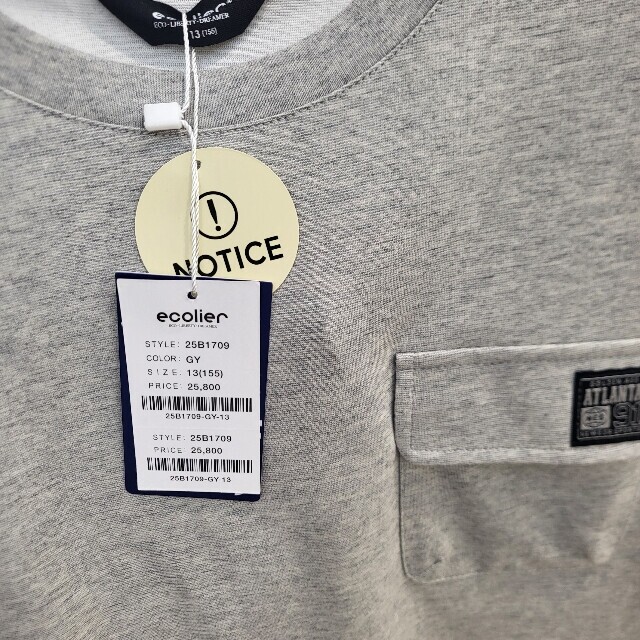 ecolier
ECO·LIBERTY·DREAMER
13 (155)
!
NOTICE
ecolier
ECO·LIBERTY·DREAMER
STYLE: 25B1709
COLOR: GY
SIZE: 13(155)
PRICE: 25,800
25B1709-GY-13
STYLE: 25B1709
PRICE: 25,800
25B1709-GY 13
ATLANTA